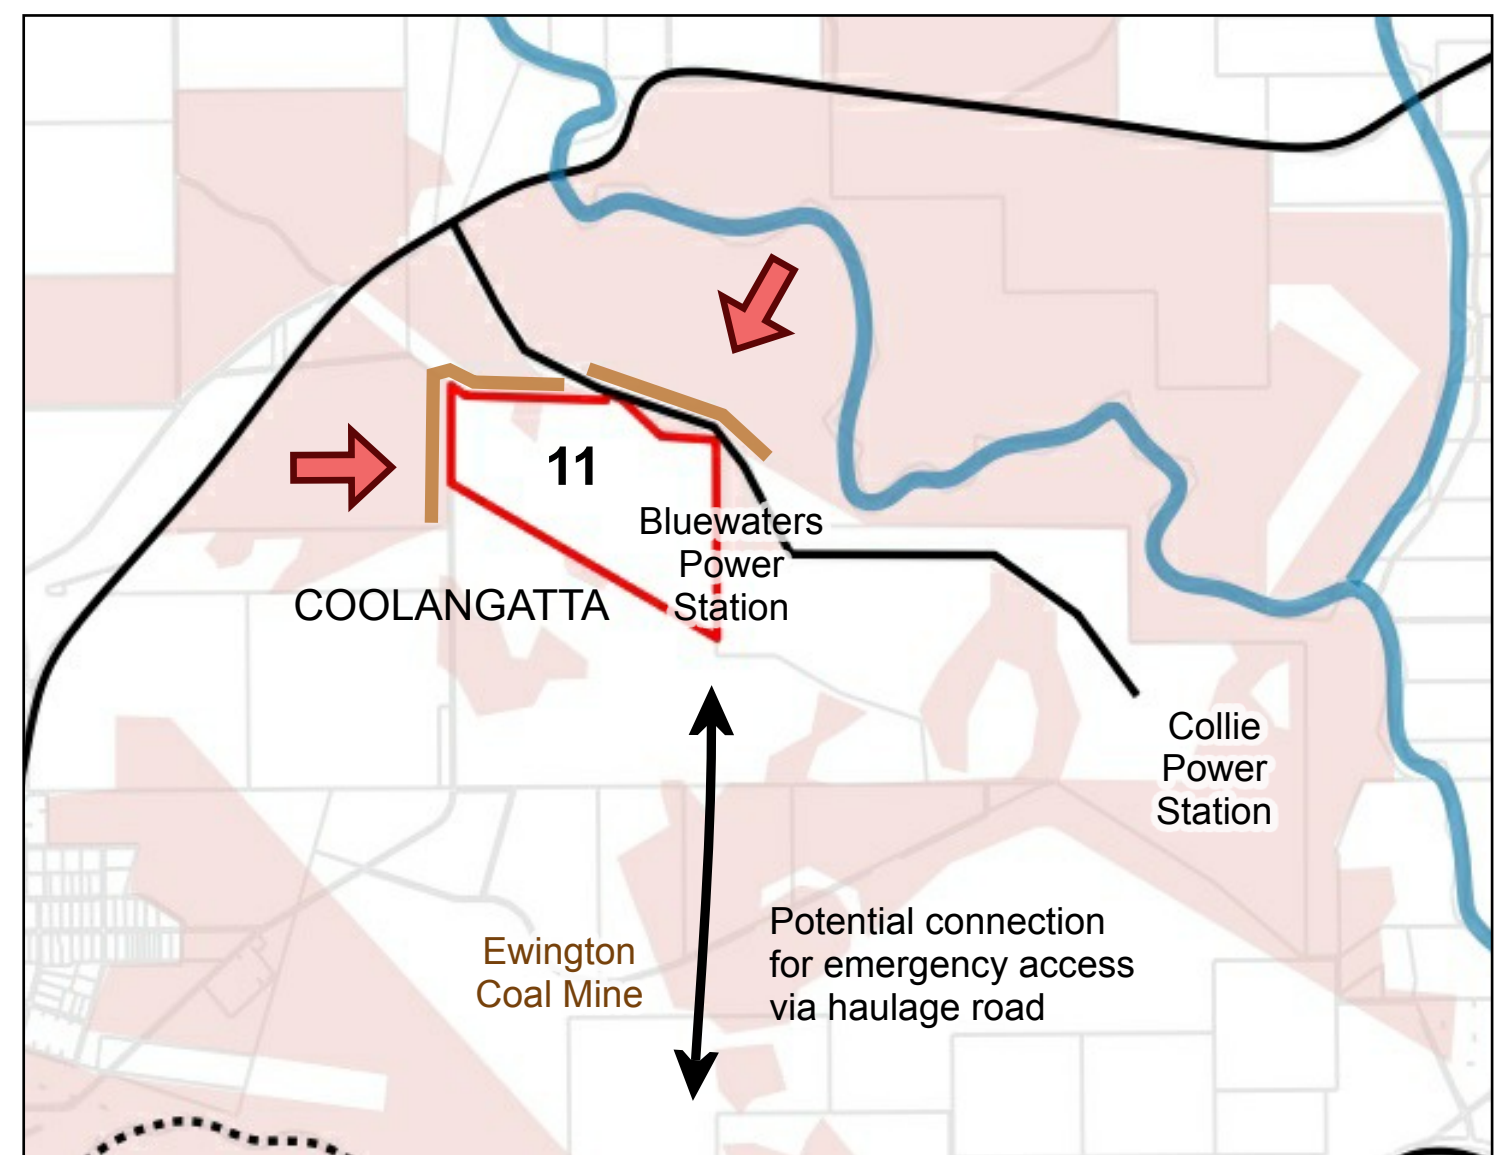 11
Bluewaters
Power
Station
COOLANGATTA
Collie
Power
Station
Ewington
Coal Mine
Potential connection
for emergency access
via haulage road